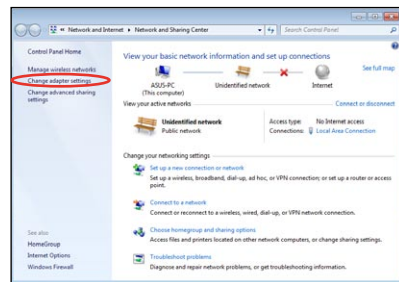 Network and Internet ▸ Network and Sharing Center
Search Control Panel
Control Panel Home
Manage wireless networks
Change adapter settings
Change advanced sharing
settings
See also
HomeGroup
Internet Options
Windows Firewall
View your basic network information and set up connections
See full map
ASUS-PC
(This computer)
Unidentified network
Internet
View your active networks
Connect or disconnect
Unidentified network
Public network
Access type: No Internet access
Connections: Local Area Connection
Change your networking settings
Set up a new connection or network
Set up a wireless, broadband, dial-up, ad hoc, or VPN connection; or set up a router or access
point.
Connect to a network
Connect or reconnect to a wireless, wired, dial-up, or VPN network connection.
Choose homegroup and sharing options
Access files and printers located on other network computers, or change sharing settings.
Troubleshoot problems
Diagnose and repair network problems, or get troubleshooting information.